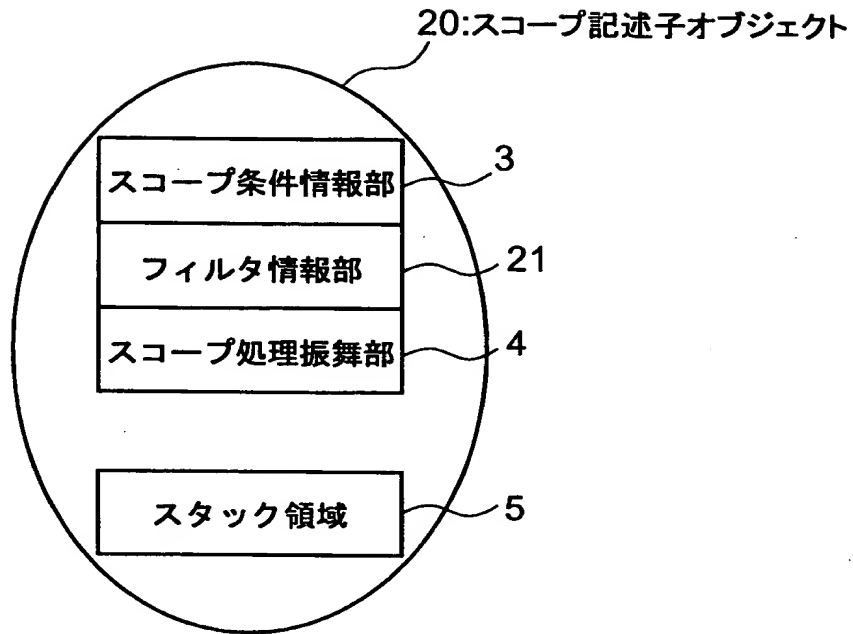 20:スコープ記述子オブジェクト
スコープ条件情報部
3
フィルタ情報部
21
スコープ処理振舞部
4
スタック領域
5